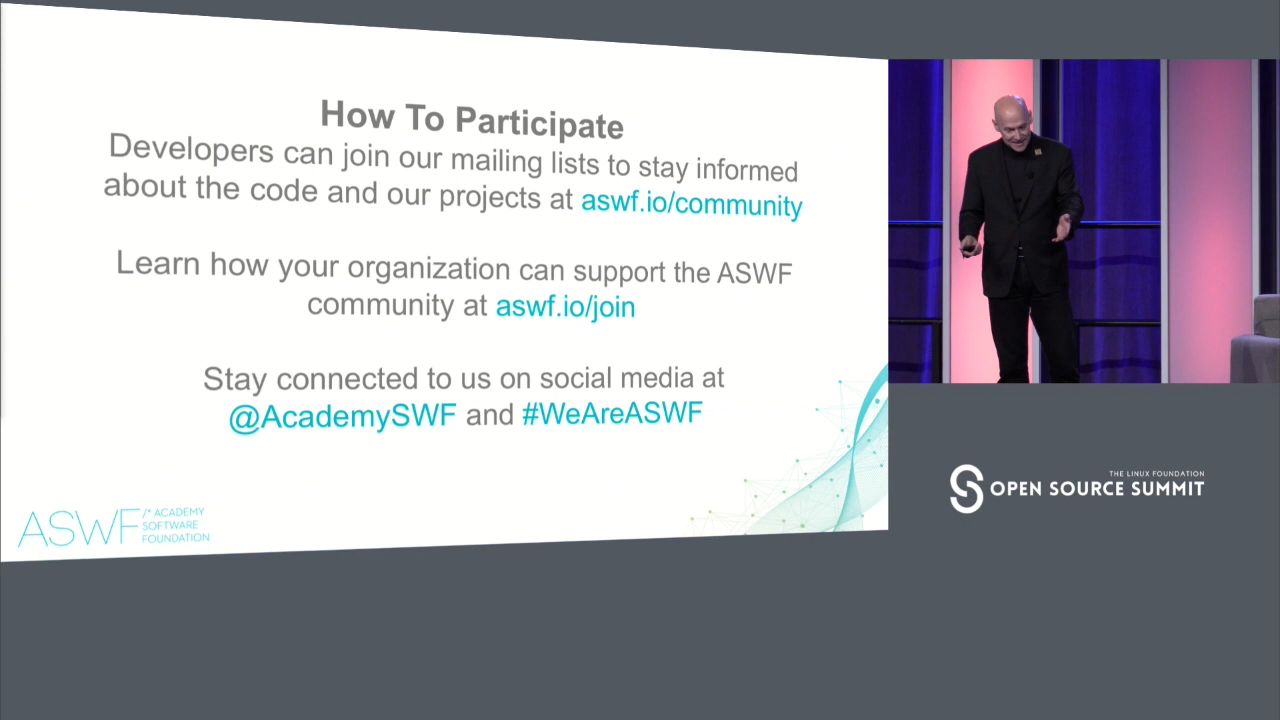 How To Participate
Developers can join our mailing lists to stay informed
about the code and our projects at aswf.io/community
Learn how your organization can support the ASWF
community at aswf.io/join
Stay connected to us on social media at
@AcademySWF and #WeAreASWF
ASWF
/* ACADEMY
SOFTWARE
FOUNDATION
THE LINUX FOUNDATION
OPEN SOURCE SUMMIT